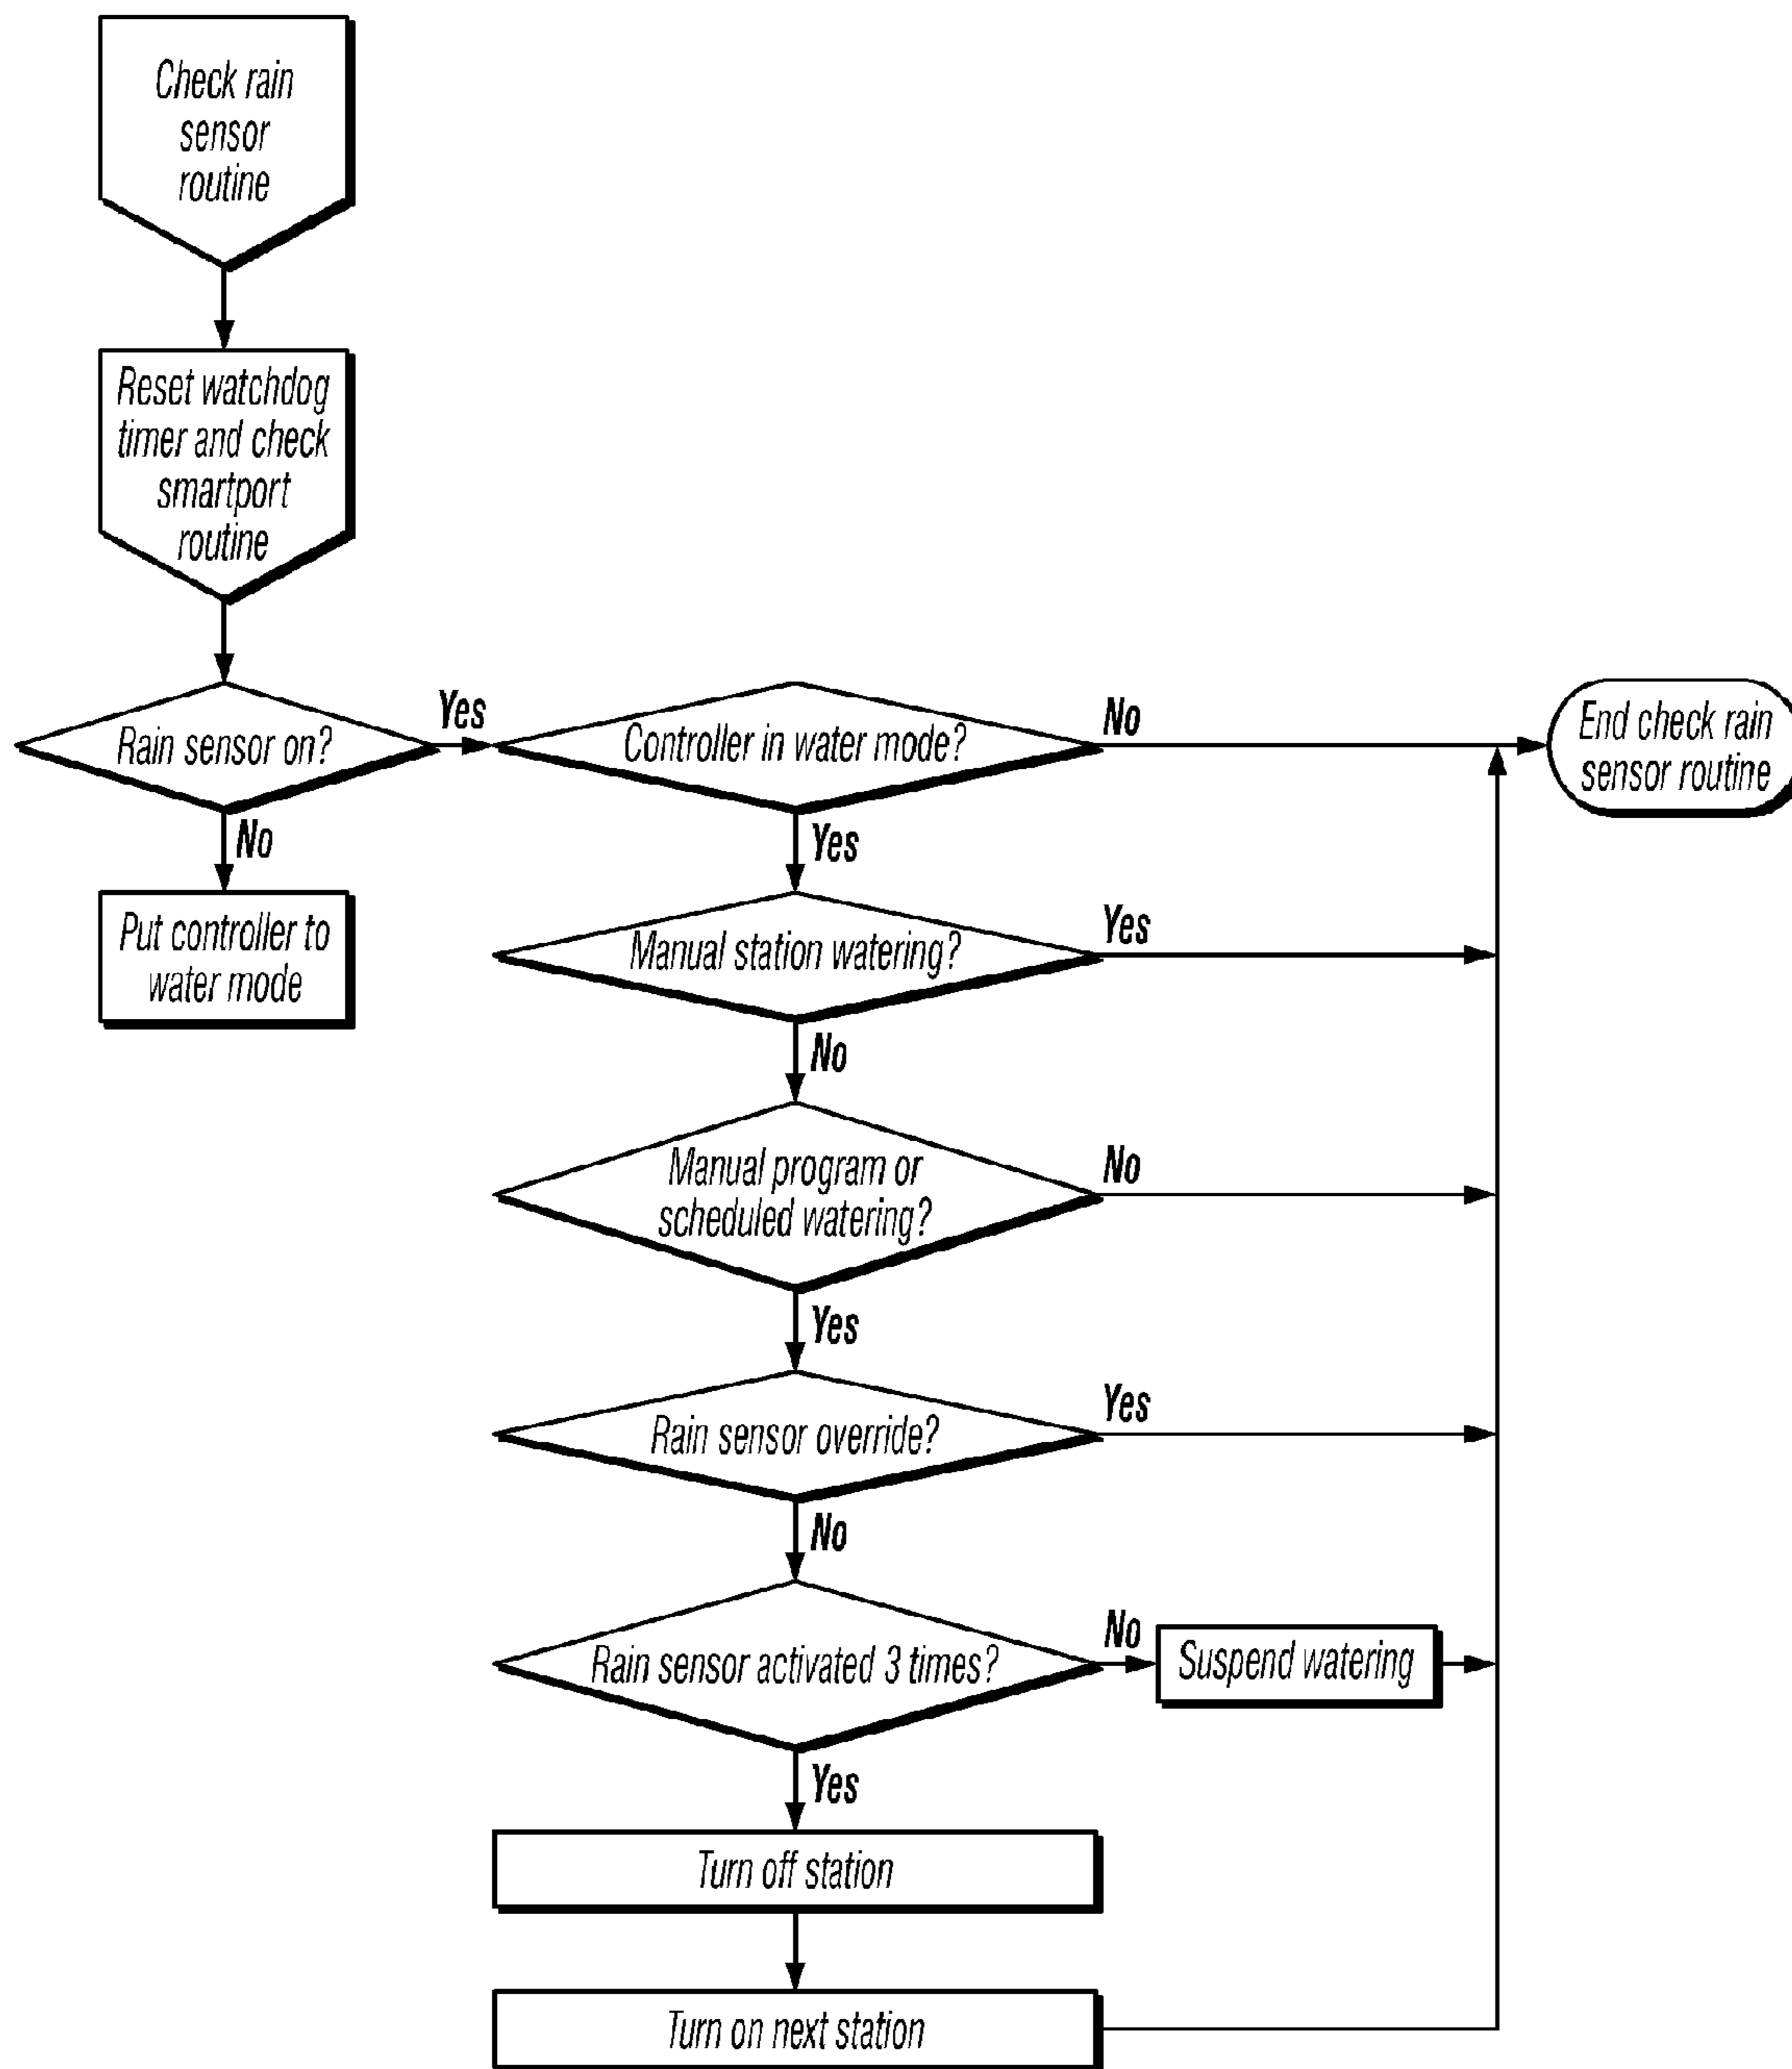 Check rain
sensor
routine
Reset watchdog
timer and check
smartport
routine
Rain sensor on?
Yes
No
Put controller to
water mode
Controller in water mode?
No
Yes
End check rain
sensor routine
Manual station watering?
Yes
No
Manual program or
scheduled watering?
No
Yes
Rain sensor override?
Yes
No
Rain sensor activated 3 times?
No
Suspend watering
Yes
Turn off station
Turn on next station